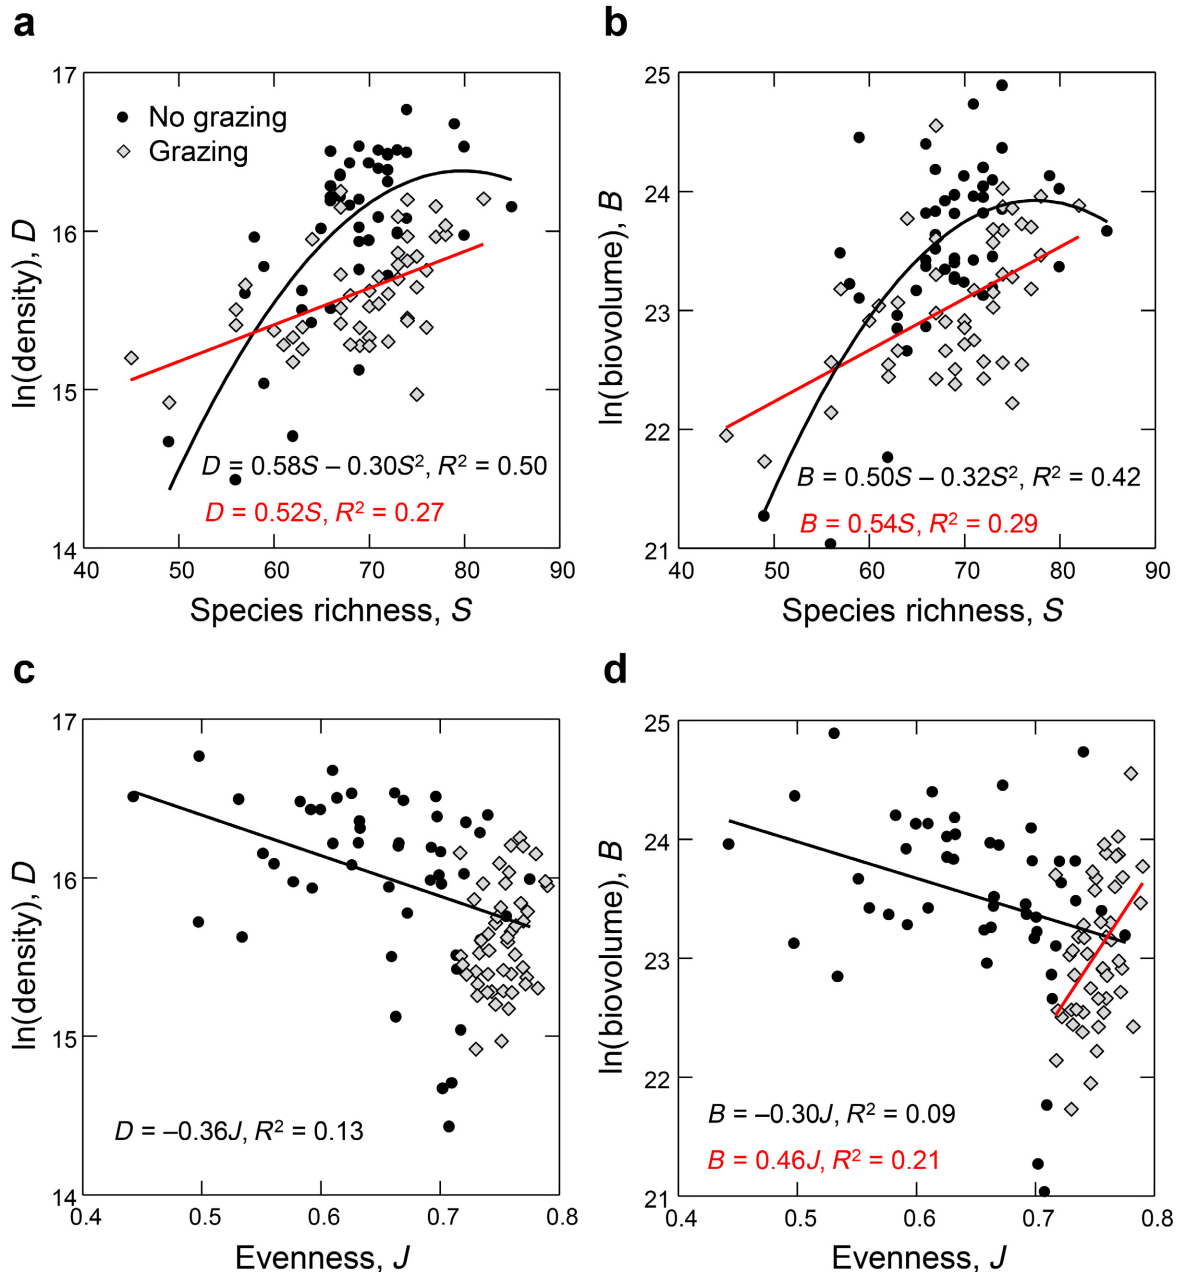 a
17
16
15
14
ln(density), D
No grazing
Grazing
D = 0.58S – 0.30S², R² = 0.50
D = 0.52S, R² = 0.27
40 50 60 70 80 90
Species richness, S
b
25
24
23
22
21
ln(biovolume), B
B = 0.50S – 0.32S², R² = 0.42
B = 0.54S, R² = 0.29
40 50 60 70 80 90
Species richness, S
c
17
16
15
14
ln(density), D
D = –0.36J, R² = 0.13
0.4 0.5 0.6 0.7 0.8
Evenness, J
d
25
24
23
22
21
ln(biovolume), B
B = –0.30J, R² = 0.09
B = 0.46J, R² = 0.21
0.4 0.5 0.6 0.7 0.8
Evenness, J